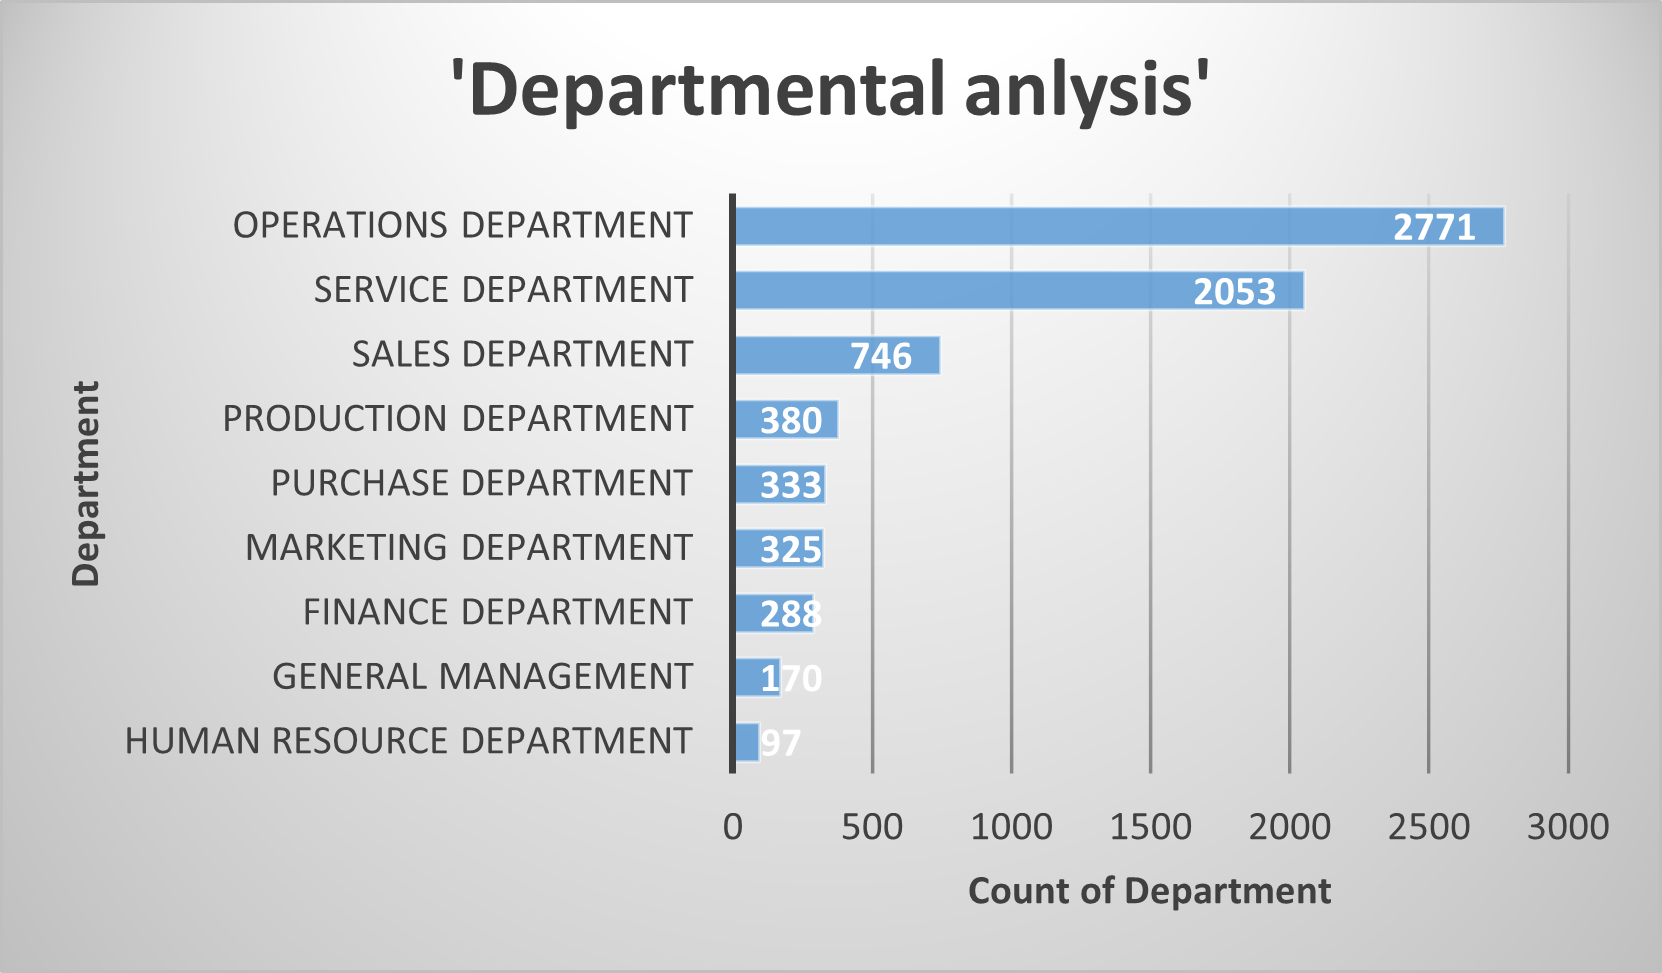 'Departmental anlysis'
Department
OPERATIONS DEPARTMENT 2771
SERVICE DEPARTMENT 2053
SALES DEPARTMENT 746
PRODUCTION DEPARTMENT 380
PURCHASE DEPARTMENT 333
MARKETING DEPARTMENT 325
FINANCE DEPARTMENT 288
GENERAL MANAGEMENT 170
HUMAN RESOURCE DEPARTMENT 97
0 500 1000 1500 2000 2500 3000
Count of Department